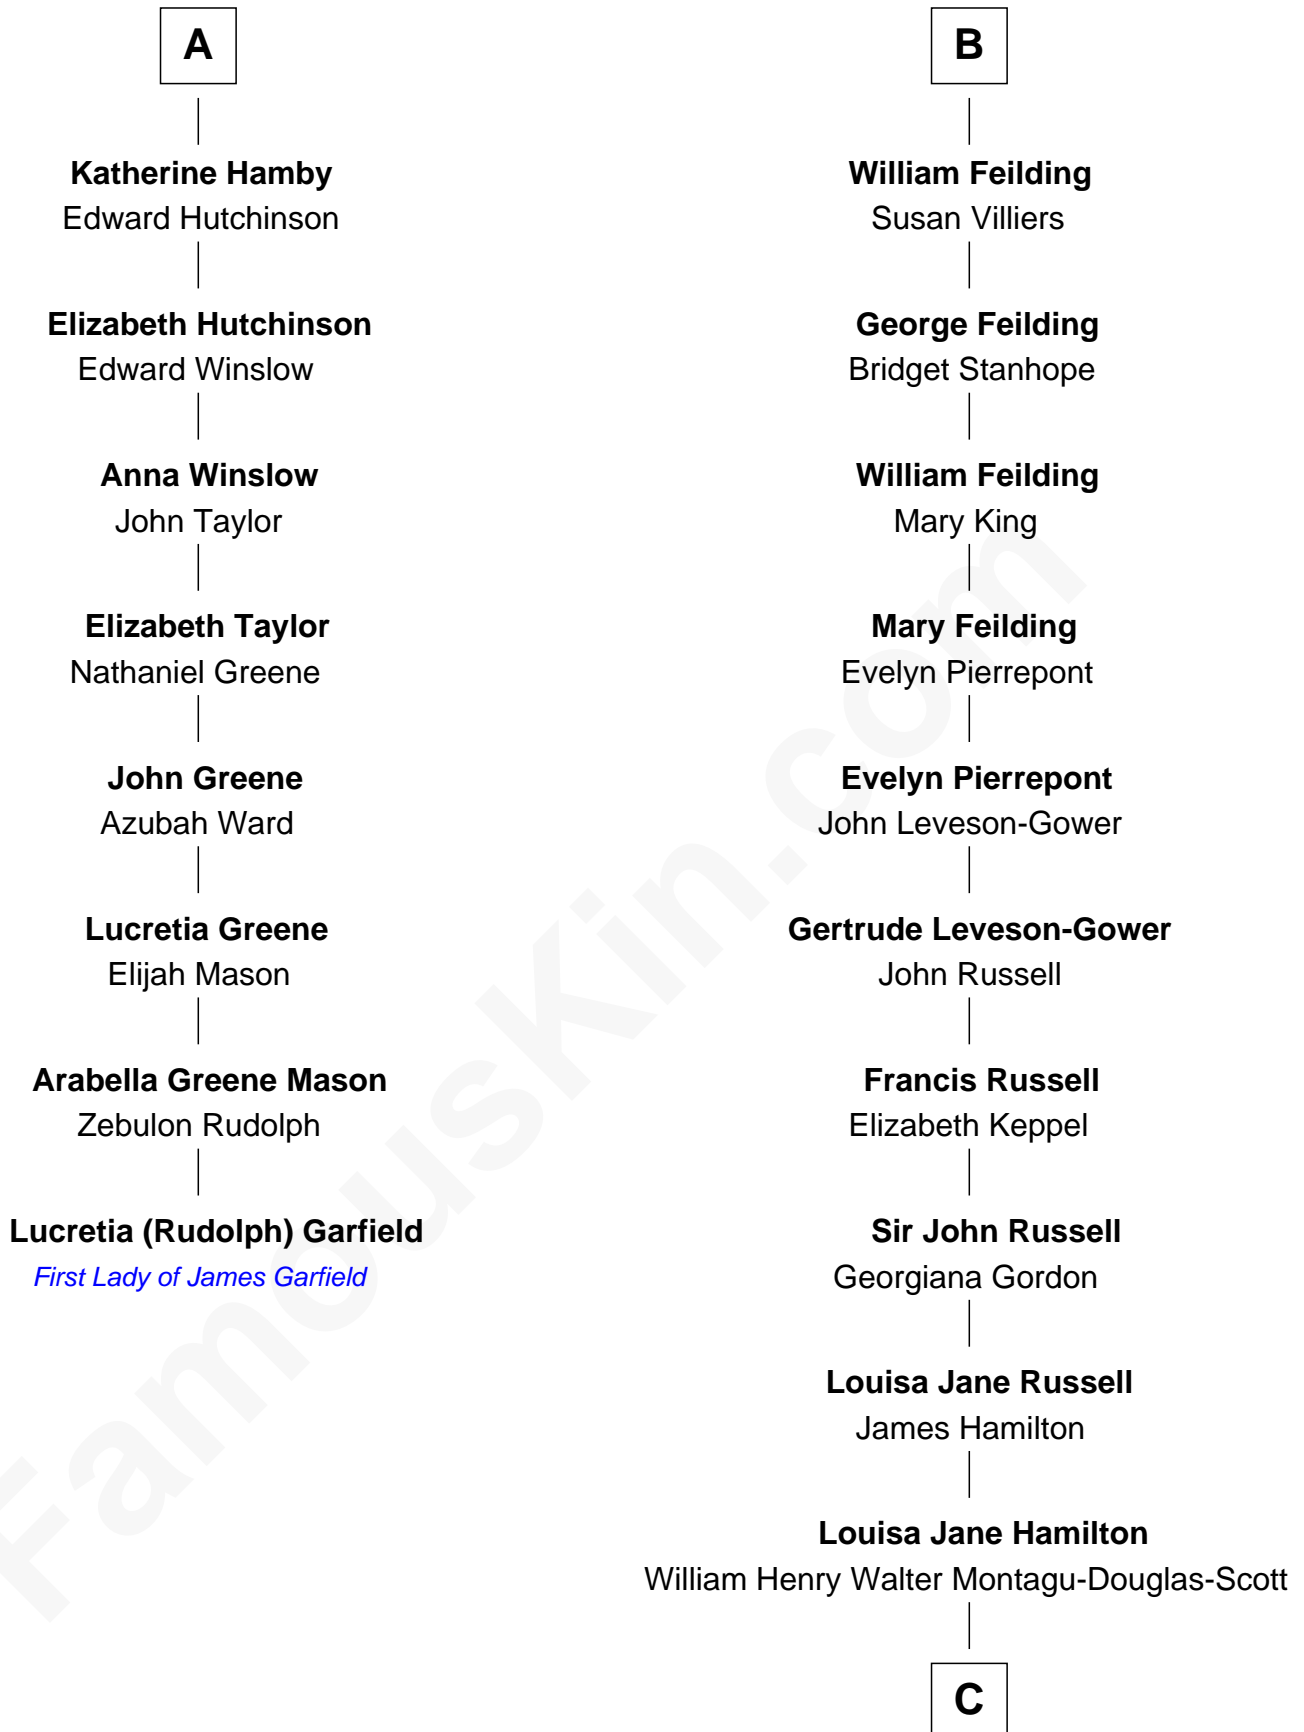 A
Katherine Hamby
Edward Hutchinson
Elizabeth Hutchinson
Edward Winslow
Anna Winslow
John Taylor
Elizabeth Taylor
Nathaniel Greene
John Greene
Azubah Ward
Lucretia Greene
Elijah Mason
Arabella Greene Mason
Zebulon Rudolph
Lucretia (Rudolph) Garfield
First Lady of James Garfield
B
William Feilding
Susan Villiers
George Feilding
Bridget Stanhope
William Feilding
Mary King
Mary Feilding
Evelyn Pierrepont
Evelyn Pierrepont
John Leveson-Gower
Gertrude Leveson-Gower
John Russell
Francis Russell
Elizabeth Keppel
Sir John Russell
Georgiana Gordon
Louisa Jane Russell
James Hamilton
Louisa Jane Hamilton
William Henry Walter Montagu-Douglas-Scott
C
FamousKin.com